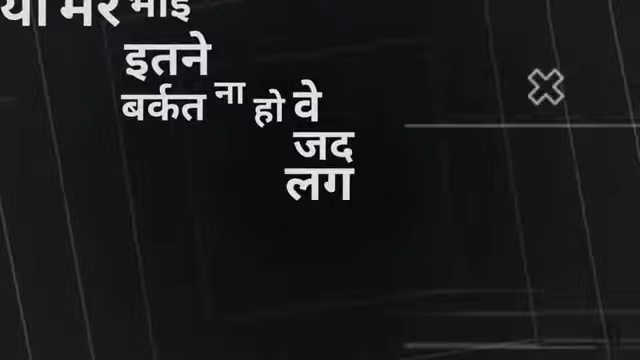 या मेरे भाई
इतने
बर्कत ना हो वे
जद
लग